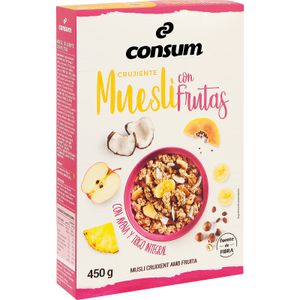 consum
CRUJIENTE
Muesli con
Frutas
CON AVENA Y TRIGO INTEGRAL
Fuente
de
FIBRA
450 g
MUSLI CRUIXENT AMB FRUITA